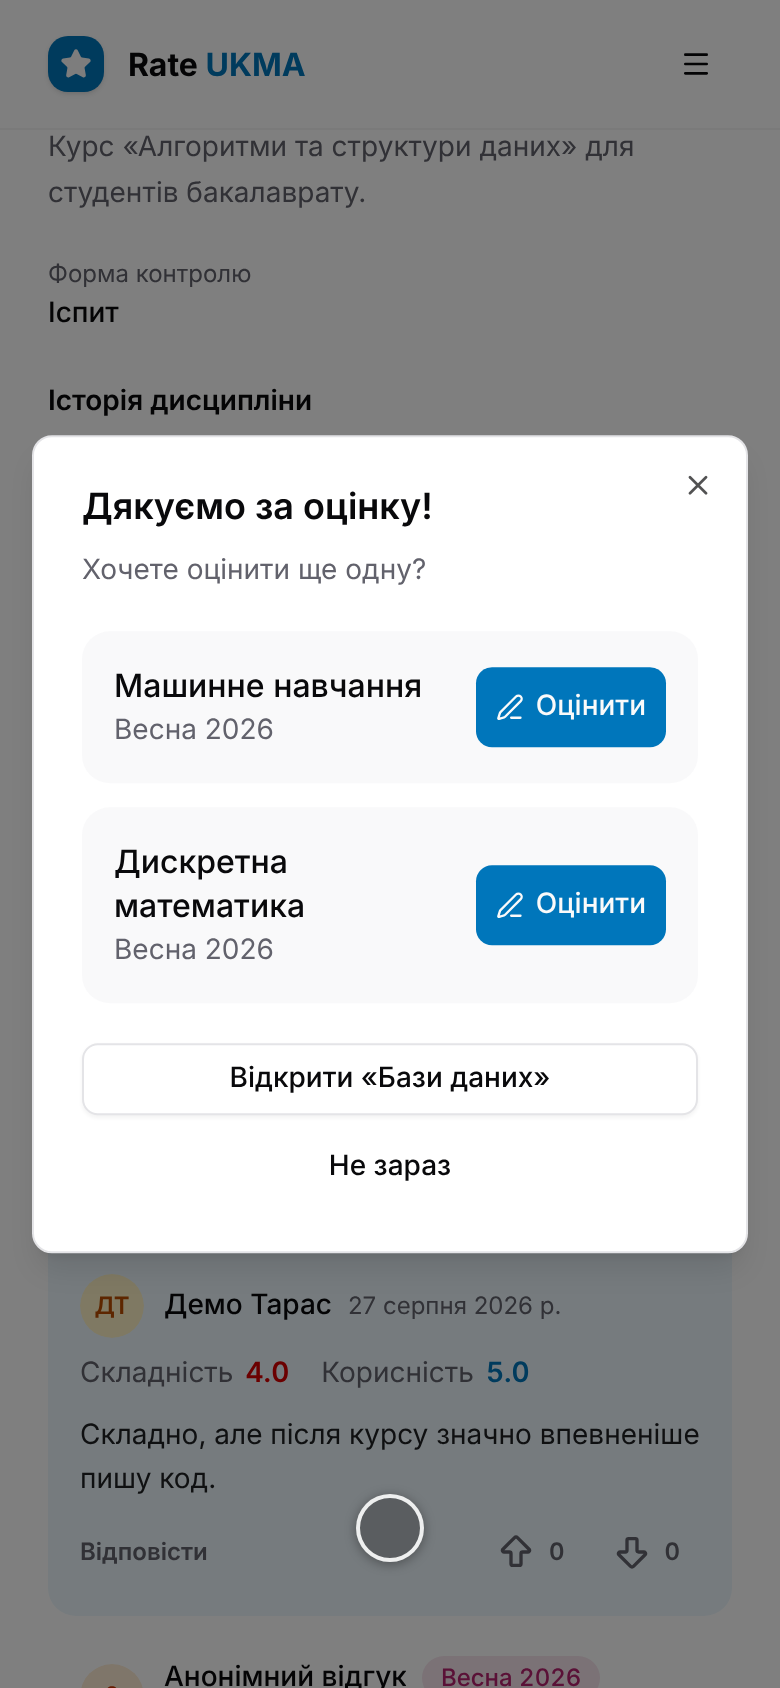 Rate UKMA
Курс «Алгоритми та структури даних» для
студентів бакалаврату.
Форма контролю
Іспит
Історія дисципліни
Дякуємо за оцінку!
Хочете оцінити ще одну?
Машинне навчання
Весна 2026
Оцінити
Дискретна
математика
Весна 2026
Оцінити
Відкрити «Бази даних»
Не зараз
ДТ
Демо Тарас 27 серпня 2026 р.
Складність 4.0 Корисність 5.0
Складно, але після курсу значно впевненіше
пишу код.
Відповісти 0 0
Анонімний відгук Весна 2026